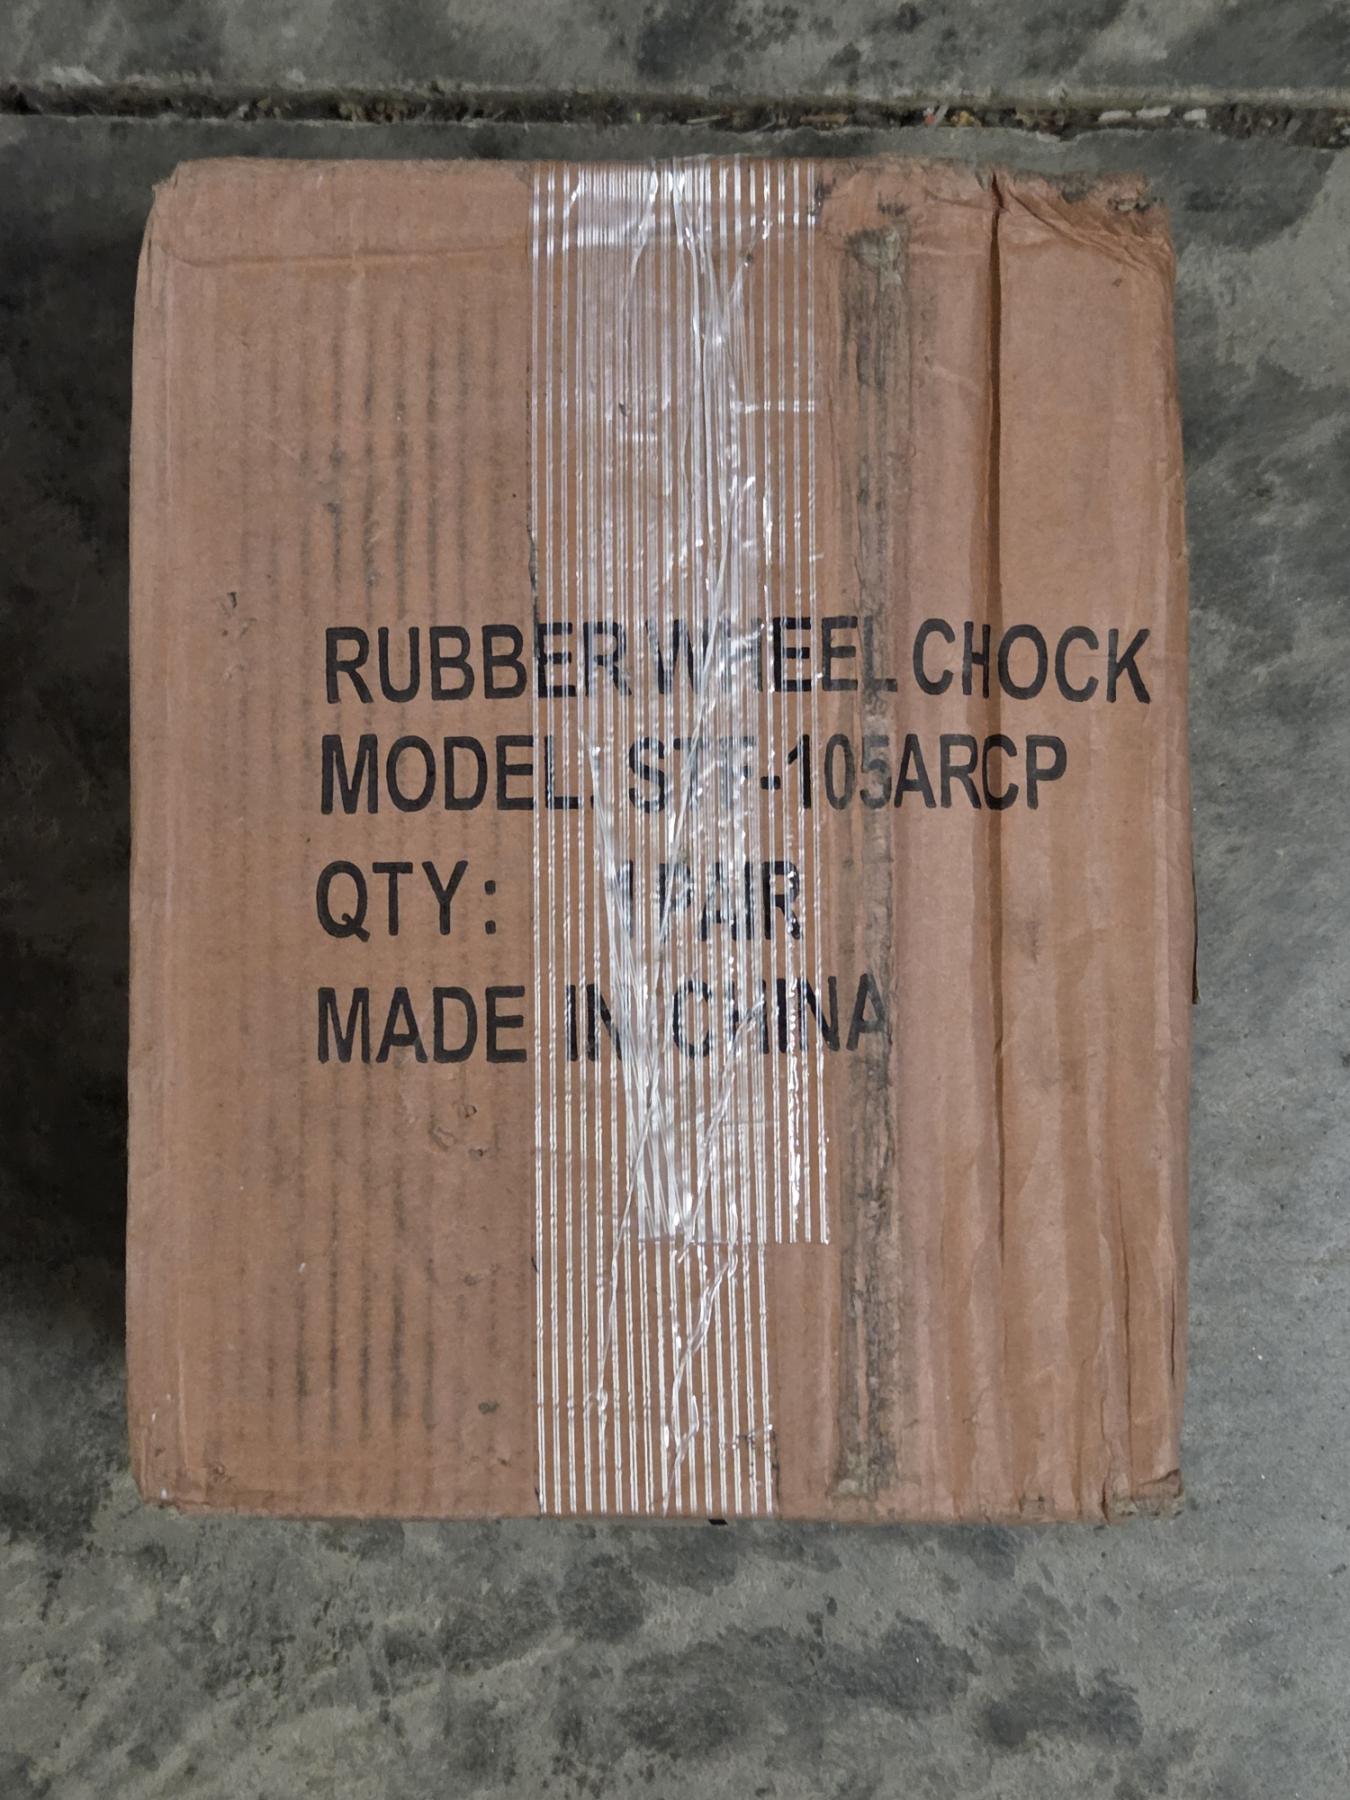 RUBBER WHEEL CHOCK
MODEL: STF-105ARCP
QTY: 1 PAIR
MADE IN CHINA